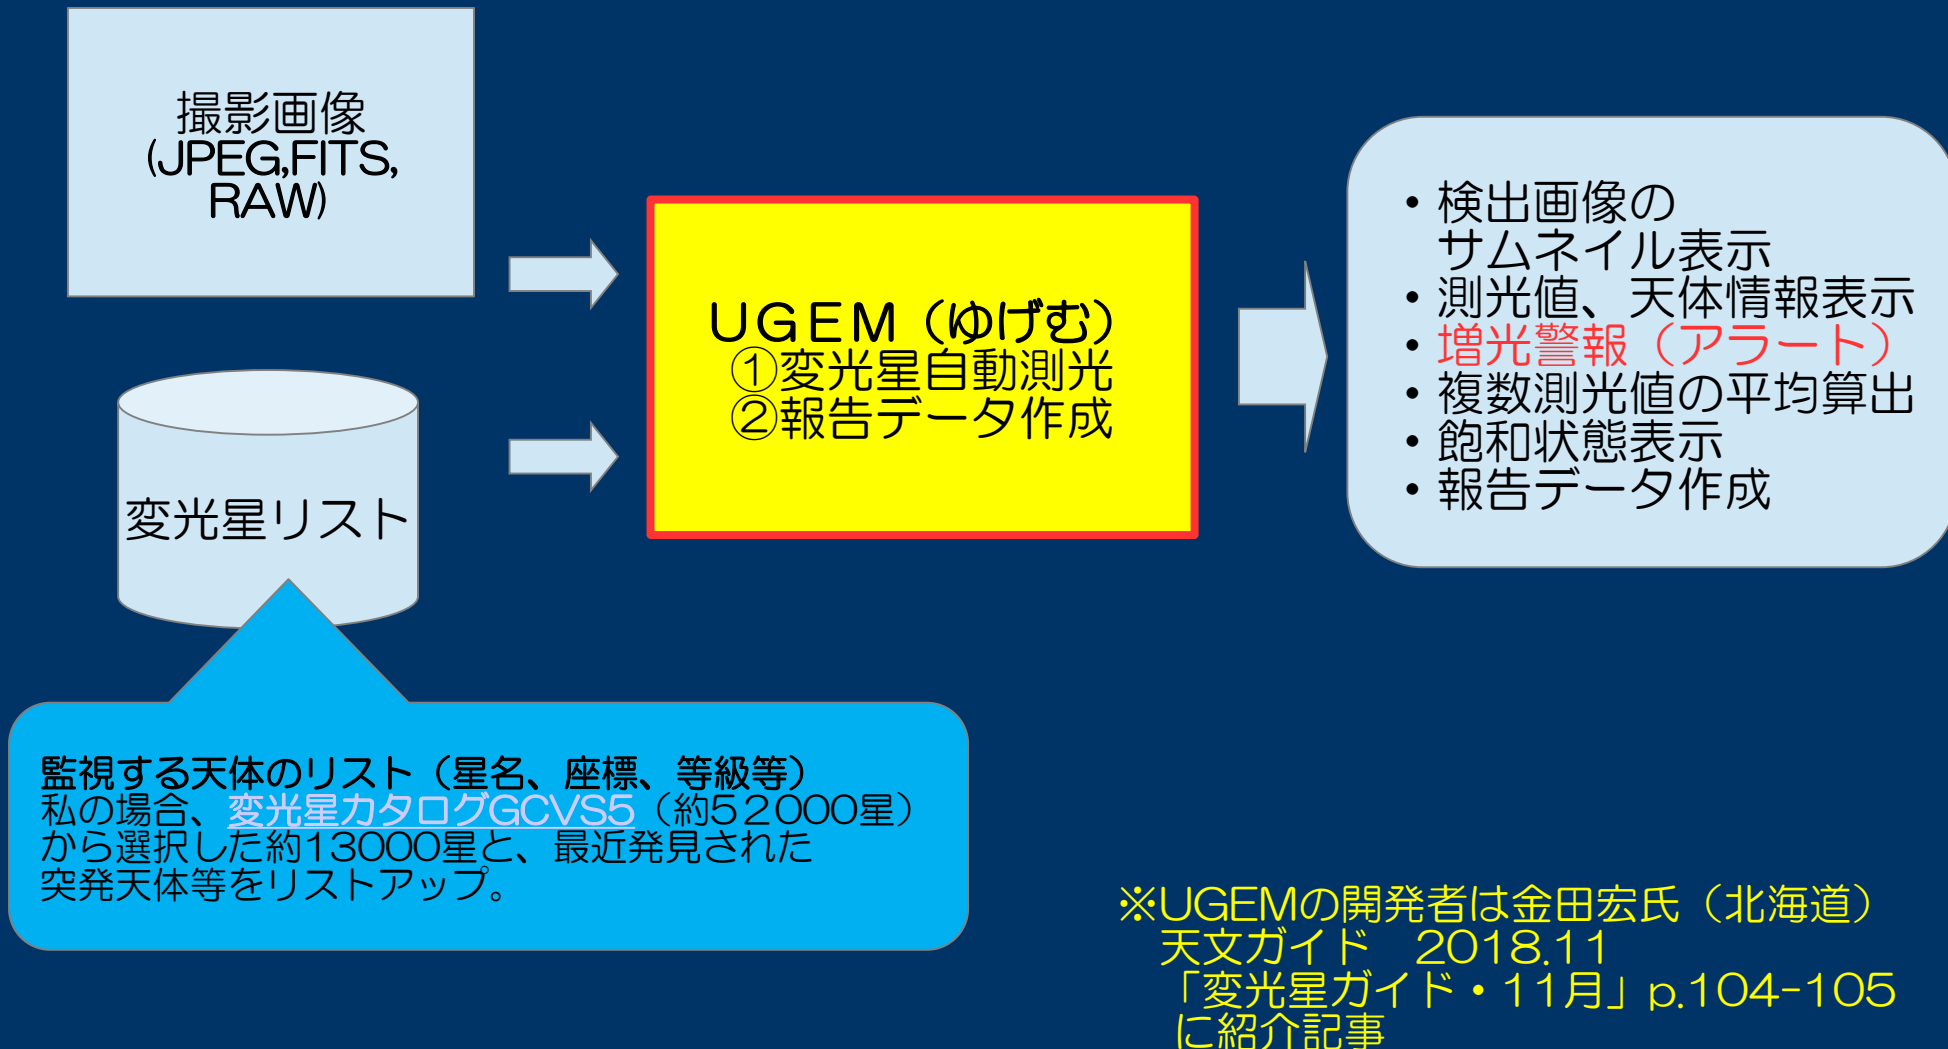 撮影画像
(JPEG,FITS,
RAW)
変光星リスト
UGEM（ゆげむ）
①変光星自動測光
②報告データ作成
・検出画像の
サムネイル表示
・測光値、天体情報表示
・増光警報（アラート）
・複数測光値の平均算出
・飽和状態表示
・報告データ作成
監視する天体のリスト（星名、座標、等級等）
私の場合、変光星カタログGCVS5（約52000星）
から選択した約13000星と、最近発見された
突発天体等をリストアップ。
※UGEMの開発者は金田宏氏（北海道）
天文ガイド　2018.11
「変光星ガイド・11月」p.104-105
に紹介記事